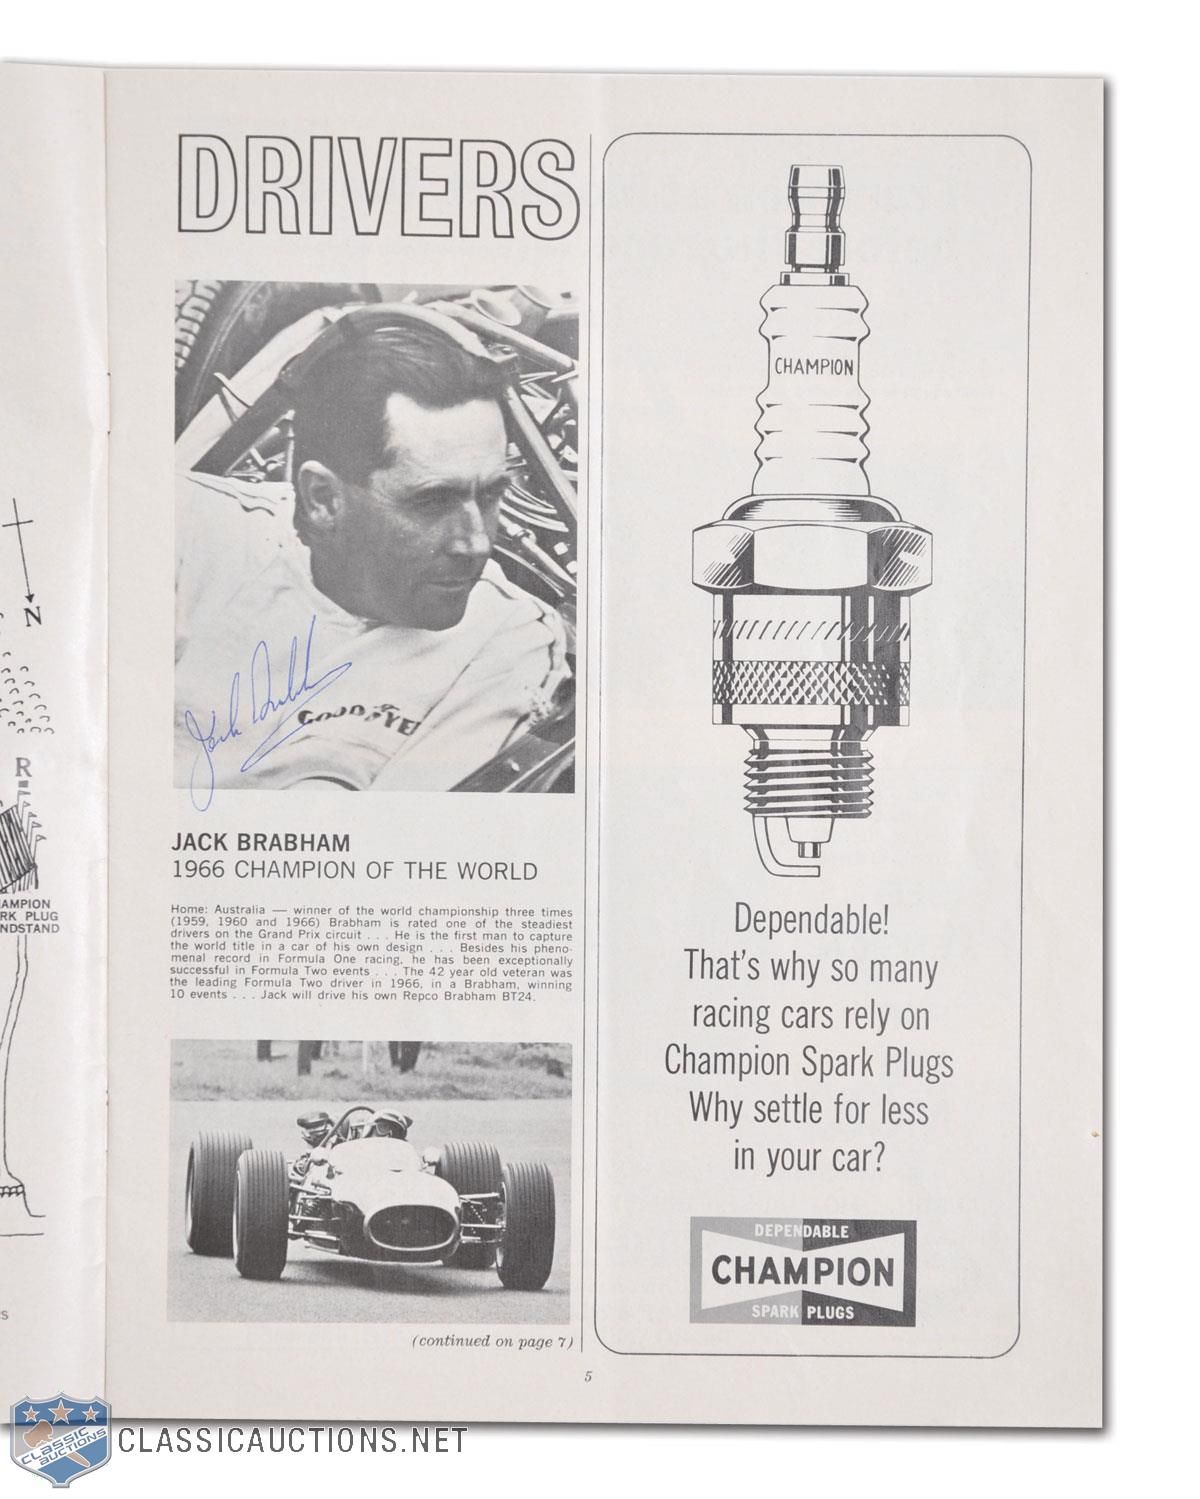 DRIVERS
Jack Brabham
GOODYE
JACK BRABHAM
1966 CHAMPION OF THE WORLD
Home: Australia — winner of the world championship three times
(1959, 1960 and 1966) Brabham is rated one of the steadiest
drivers on the Grand Prix circuit . . . He is the first man to capture
the world title in a car of his own design . . . Besides his pheno-
menal record in Formula One racing, he has been exceptionally
successful in Formula Two events . . . The 42 year old veteran was
the leading Formula Two driver in 1966, in a Brabham, winning
10 events . . . Jack will drive his own Repco Brabham BT24.
(continued on page 7)
CHAMPION
Dependable!
That's why so many
racing cars rely on
Champion Spark Plugs
Why settle for less
in your car?
DEPENDABLE
CHAMPION
SPARK PLUGS
5
N
R
AMPION
RK PLUG
NDSTAND
S
CLASSIC
AUCTIONS
CLASSICAUCTIONS.NET